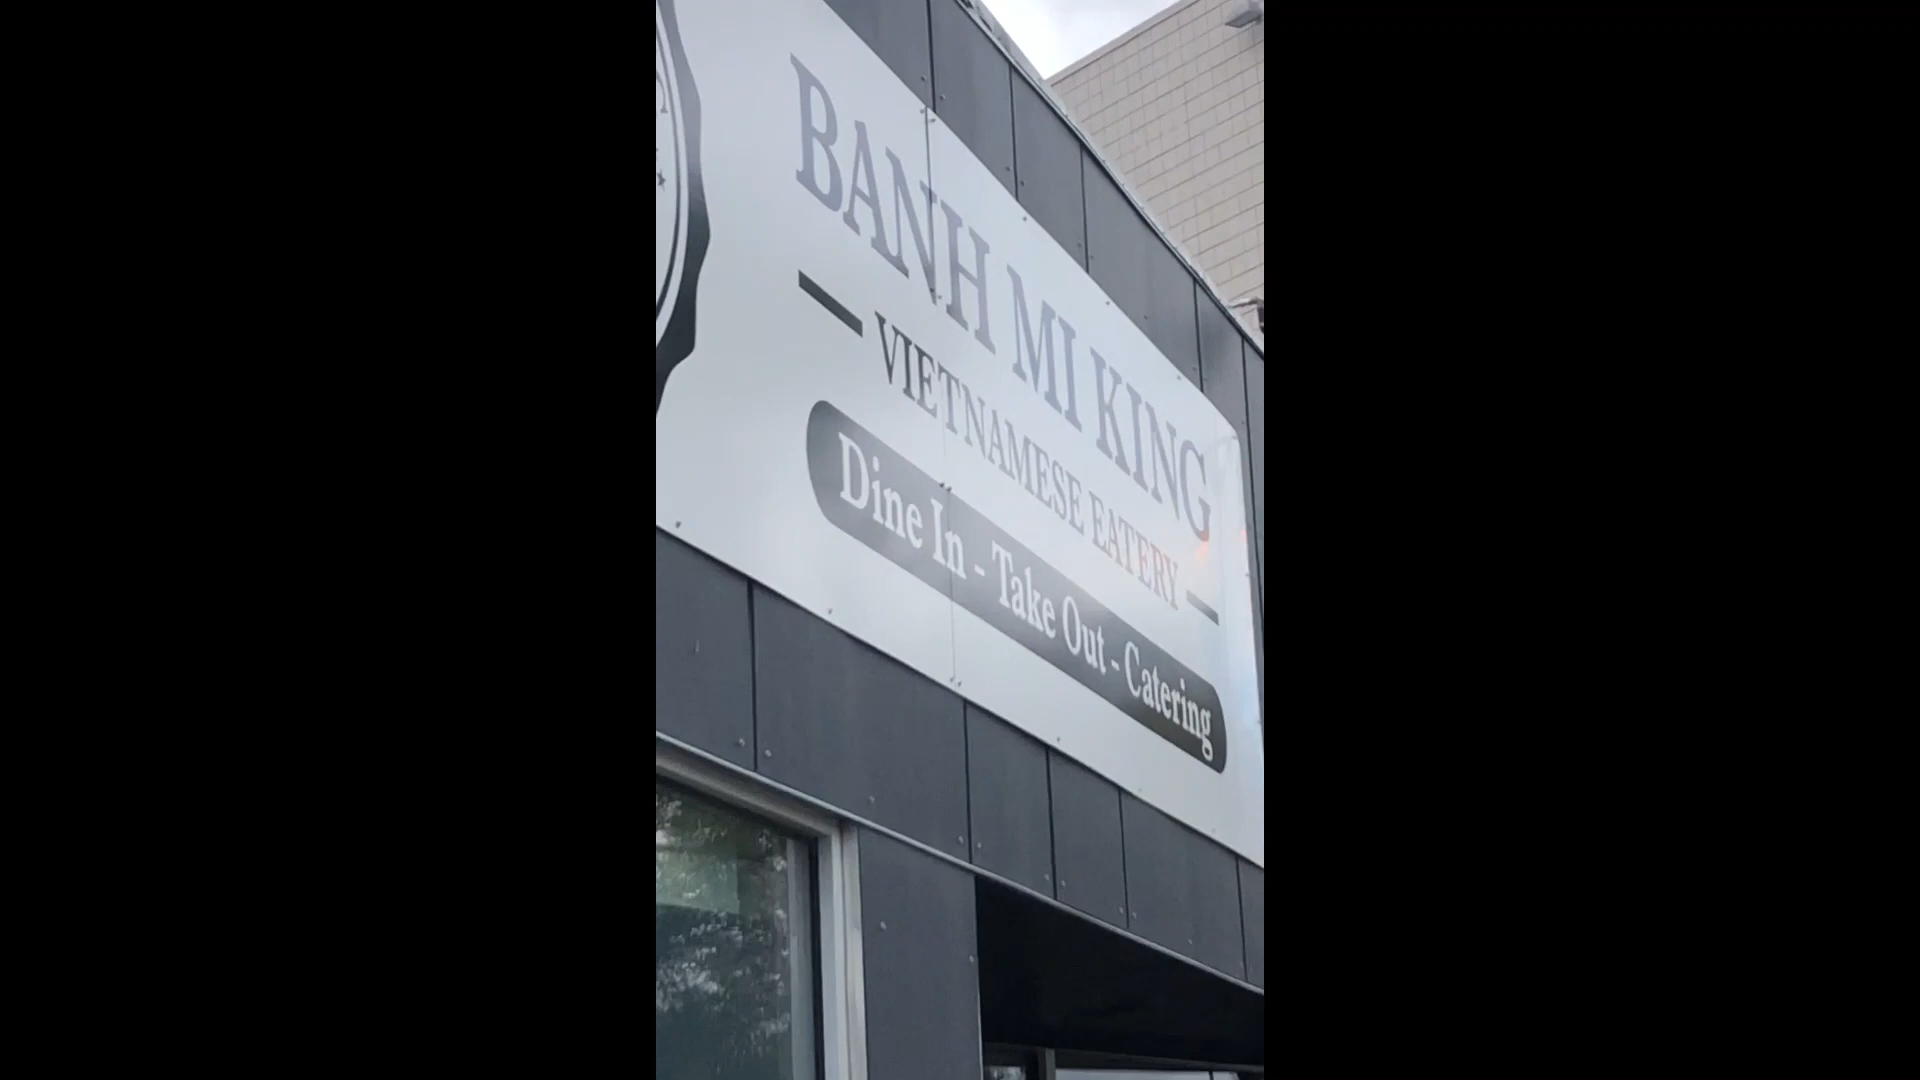 BANH MI KING
VIETNAMESE EATERY
Dine In - Take Out - Catering